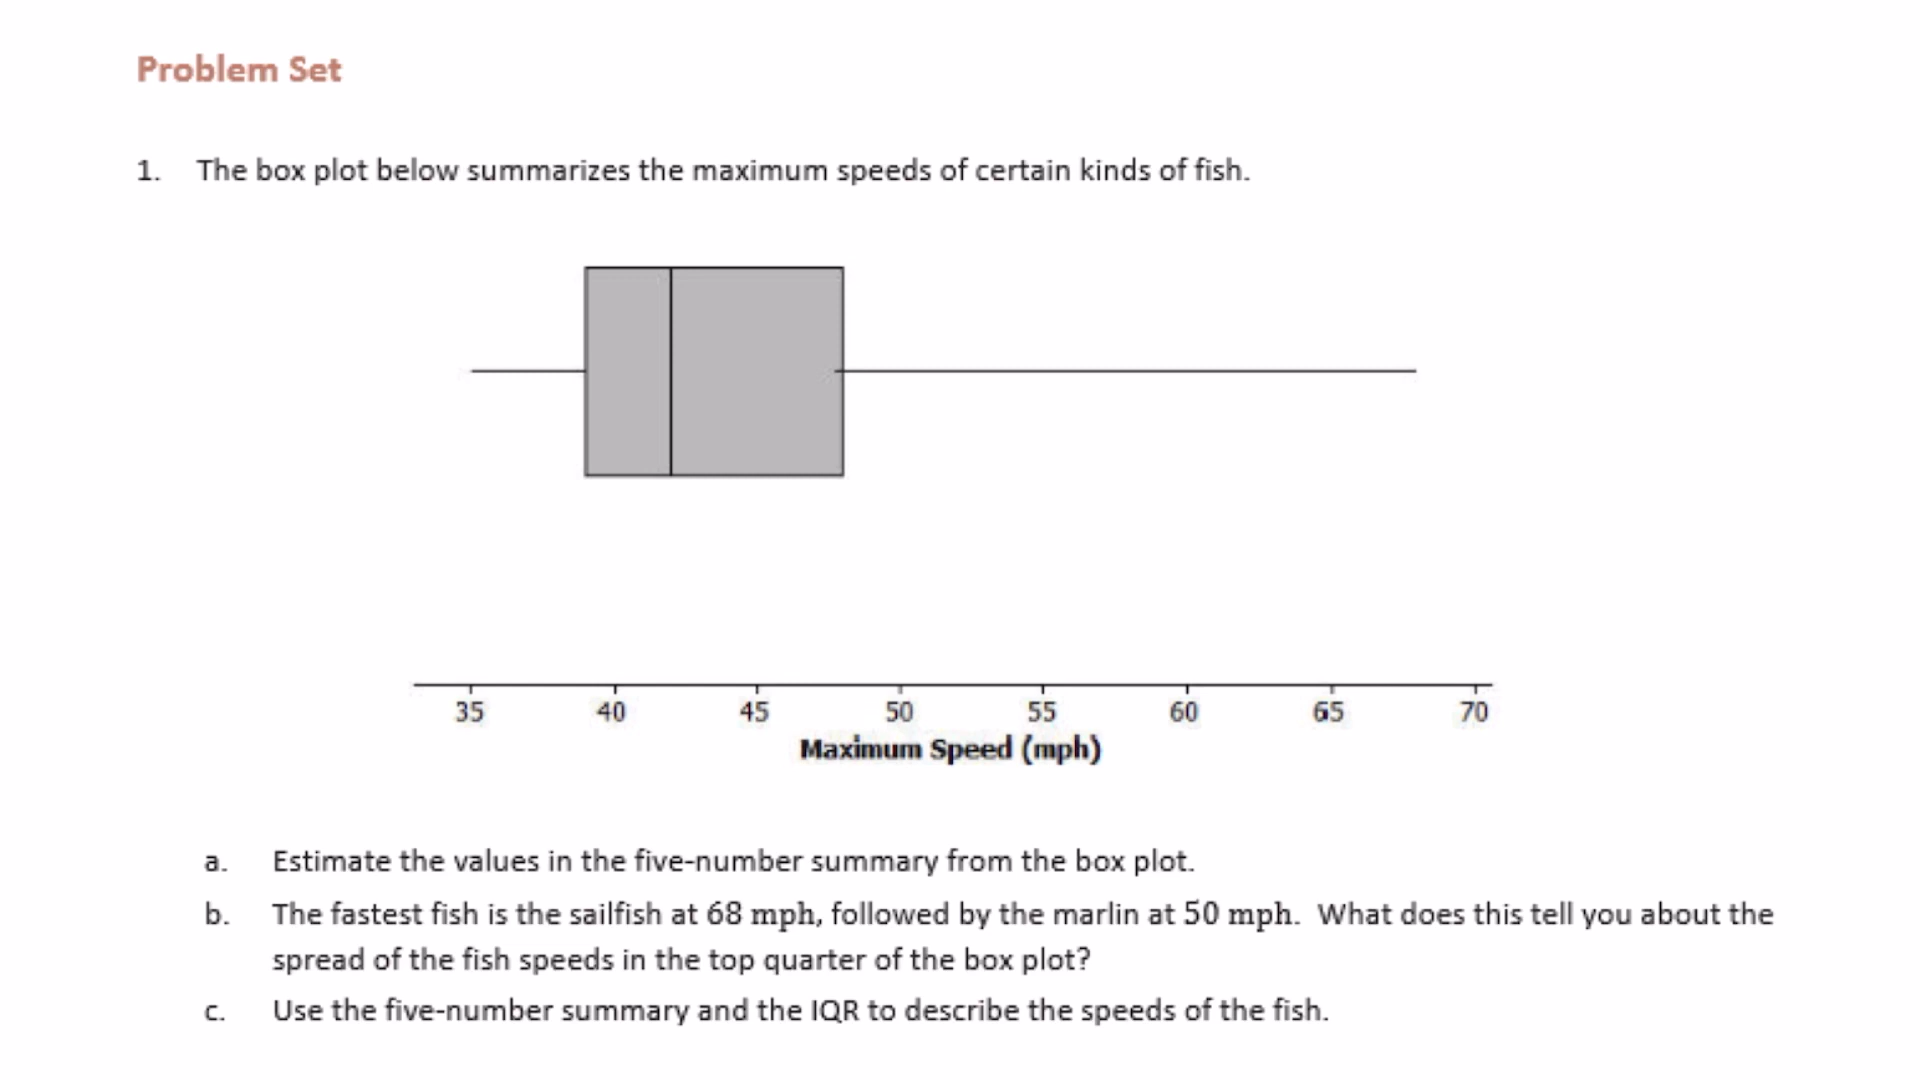 Problem Set
1. The box plot below summarizes the maximum speeds of certain kinds of fish.
35 40 45 50 55 60 65 70
Maximum Speed (mph)
a. Estimate the values in the five-number summary from the box plot.
b. The fastest fish is the sailfish at 68 mph, followed by the marlin at 50 mph. What does this tell you about the
spread of the fish speeds in the top quarter of the box plot?
c. Use the five-number summary and the IQR to describe the speeds of the fish.